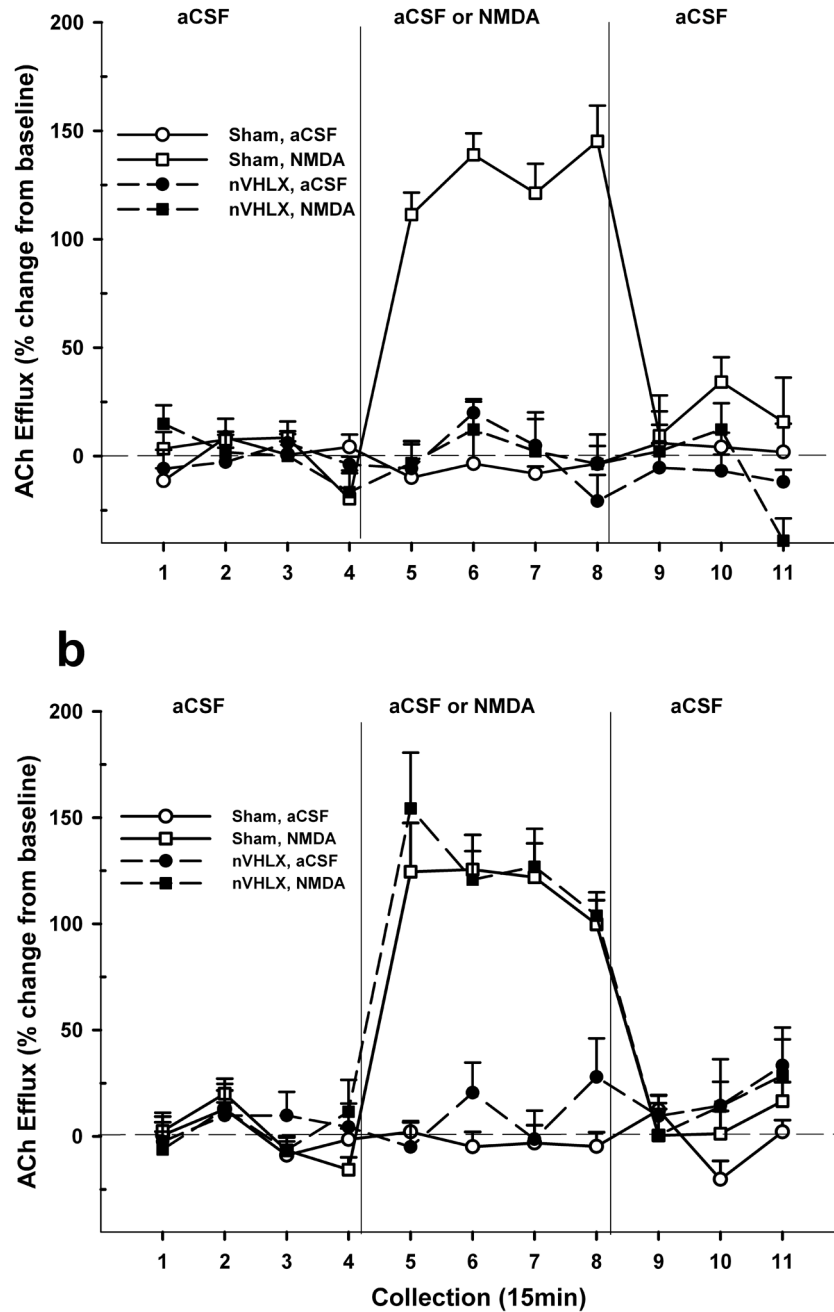 aCSF aCSF or NMDA aCSF
200
150
100
50
0
ACh Efflux (% change from baseline)
Sham, aCSF
Sham, NMDA
nVHLX, aCSF
nVHLX, NMDA
1 2 3 4 5 6 7 8 9 10 11
b
aCSF aCSF or NMDA aCSF
200
150
100
50
0
ACh Efflux (% change from baseline)
Sham, aCSF
Sham, NMDA
nVHLX, aCSF
nVHLX, NMDA
1 2 3 4 5 6 7 8 9 10 11
Collection (15min)